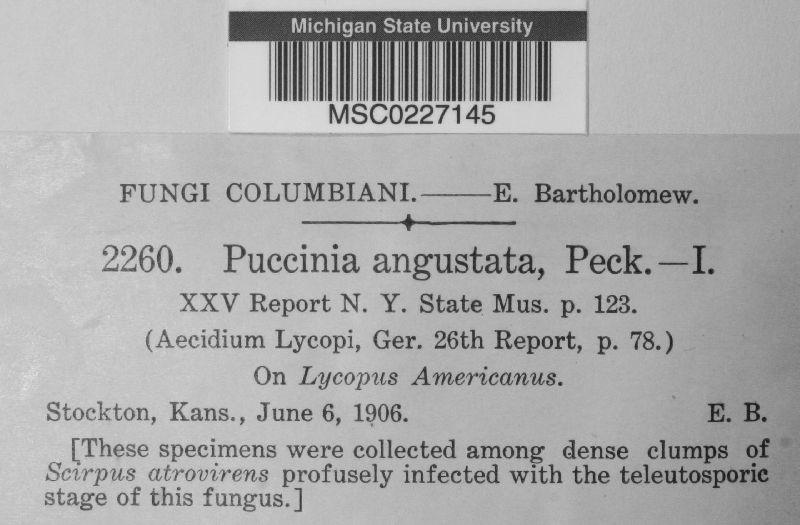 Michigan State University
MSC0227145
FUNGI COLUMBIANI.——E. Bartholomew.
2260. Puccinia angustata, Peck.—I.
XXV Report N. Y. State Mus. p. 123.
(Aecidium Lycopi, Ger. 26th Report, p. 78.)
On Lycopus Americanus.
Stockton, Kans., June 6, 1906. E. B.
[These specimens were collected among dense clumps of
Scirpus atrovirens profusely infected with the teleutosporic
stage of this fungus.]